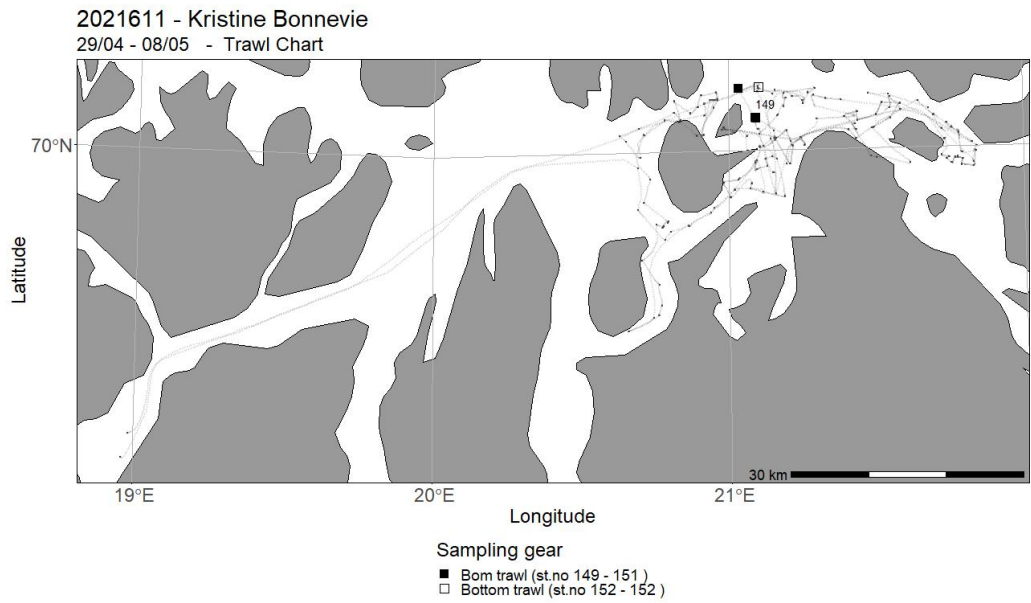 2021611 - Kristine Bonnevie
29/04 - 08/05 - Trawl Chart
149
70°N
Latitude
30 km
19°E 20°E 21°E
Longitude
Sampling gear
Bom trawl (st.no 149 - 151 )
Bottom trawl (st.no 152 - 152 )